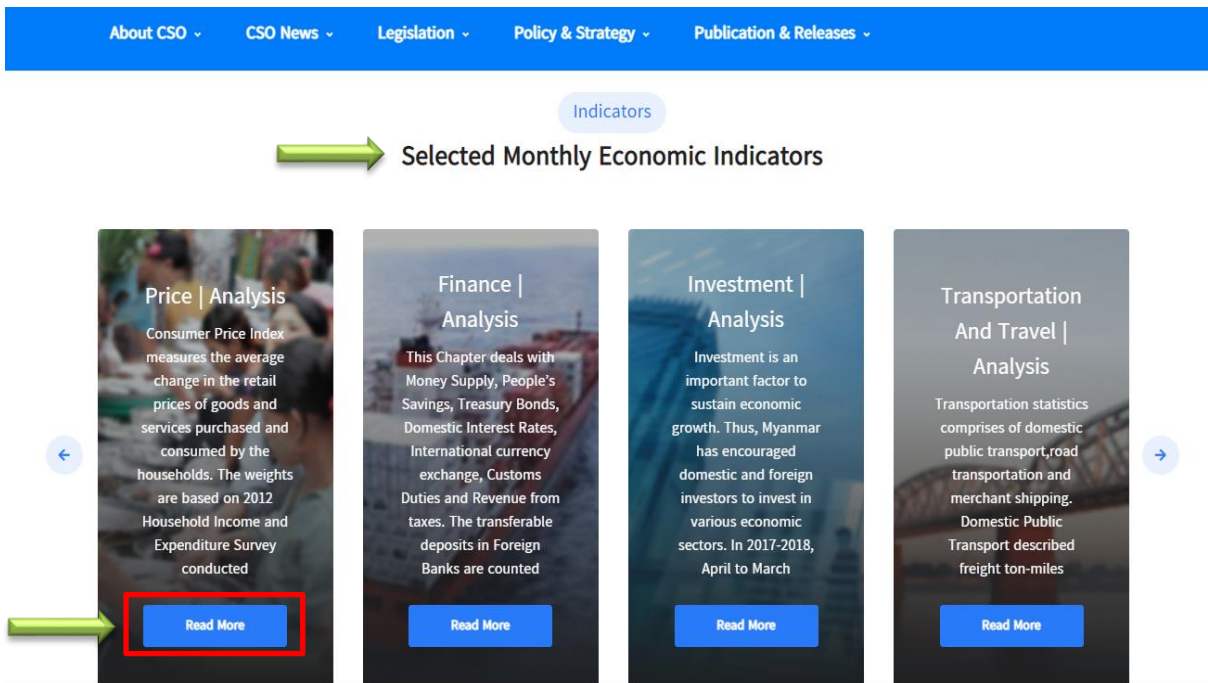 About CSO CSO News Legislation Policy & Strategy Publication & Releases
Indicators
Selected Monthly Economic Indicators
Price | Analysis
Consumer Price Index
measures the average
change in the retail
prices of goods and
services purchased and
consumed by the
households. The weights
are based on 2012
Household Income and
Expenditure Survey
conducted
Read More
Finance |
Analysis
This Chapter deals with
Money Supply, People's
Savings, Treasury Bonds,
Domestic Interest Rates,
International currency
exchange, Customs
Duties and Revenue from
taxes. The transferable
deposits in Foreign
Banks are counted
Read More
Investment |
Analysis
Investment is an
important factor to
sustain economic
growth. Thus, Myanmar
has encouraged
domestic and foreign
investors to invest in
various economic
sectors. In 2017-2018,
April to March
Read More
Transportation
And Travel |
Analysis
Transportation statistics
comprises of domestic
public transport,road
transportation and
merchant shipping.
Domestic Public
Transport described
freight ton-miles
Read More